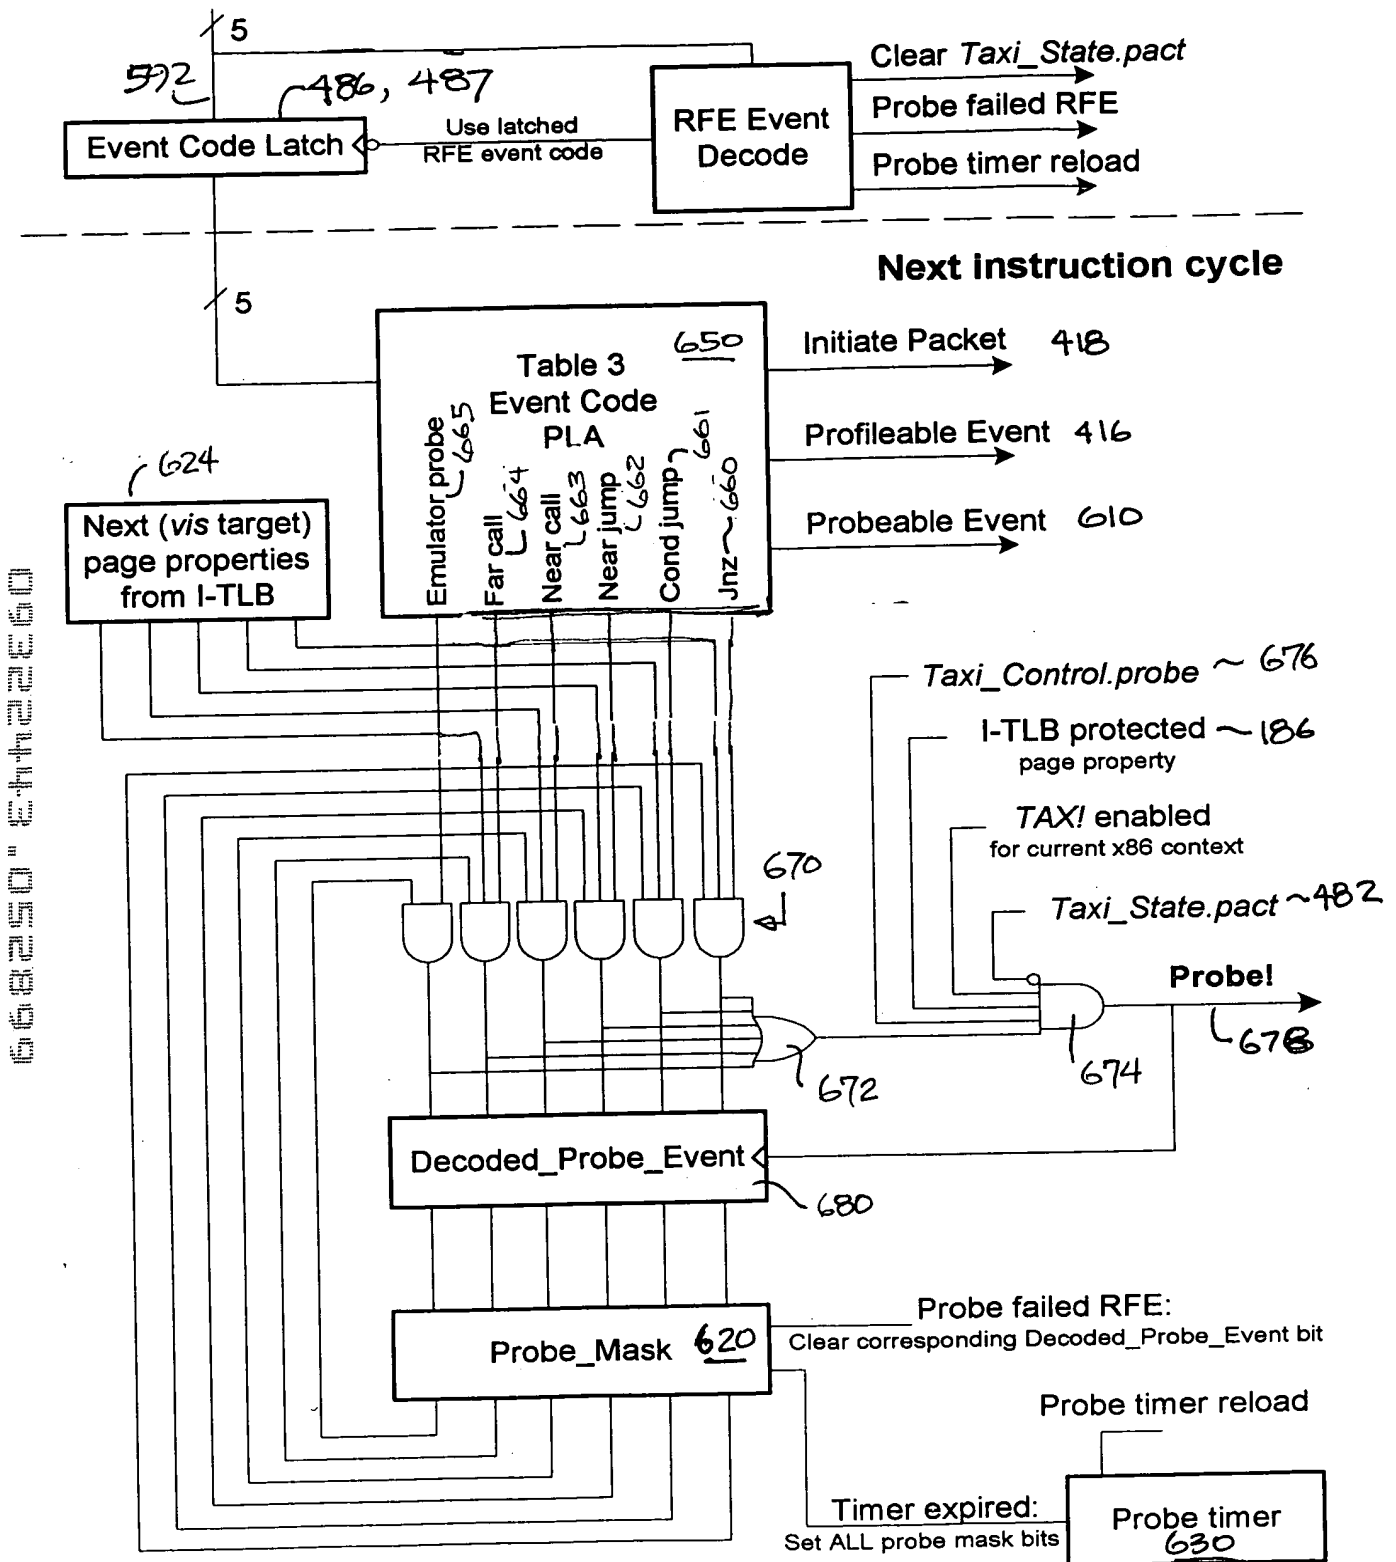 5
592
486, 487
Event Code Latch
Use latched
RFE event code
RFE Event
Decode
Clear Taxi_State.pact
Probe failed RFE
Probe timer reload
Next instruction cycle
5
Table 3
Event Code
PLA
650
Emulator probe
665
Far call
664
Near call
663
Near jump
662
Cond jump
661
Jnz
660
Initiate Packet 418
Profileable Event 416
Probeable Event 610
624
Next (vis target)
page properties
from I-TLB
09322443.052899
Taxi_Control.probe 676
I-TLB protected 186
page property
TAX! enabled
for current x86 context
Taxi_State.pact 482
670
Probe!
678
672
674
Decoded_Probe_Event
680
Probe_Mask 620
Probe failed RFE:
Clear corresponding Decoded_Probe_Event bit
Probe timer reload
Timer expired:
Set ALL probe mask bits
Probe timer
630